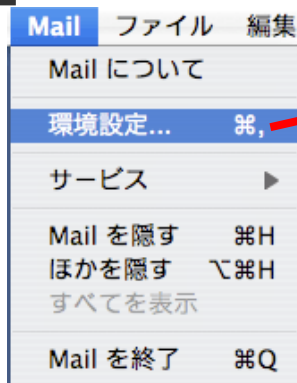 Mail ファイル 編集
Mail について
環境設定... ⌘,
サービス ▶
Mail を隠す ⌘H
ほかを隠す ⌥⌘H
すべてを表示
Mail を終了 ⌘Q